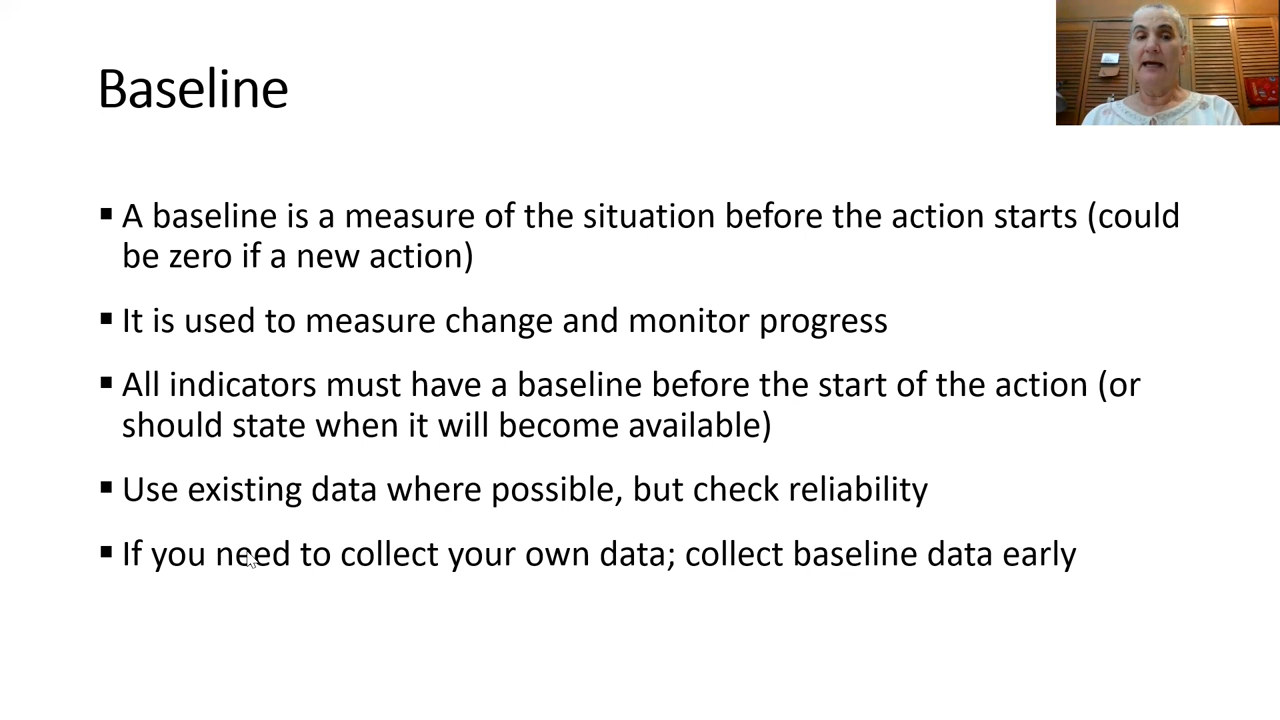 Baseline
▪ A baseline is a measure of the situation before the action starts (could
be zero if a new action)
▪ It is used to measure change and monitor progress
▪ All indicators must have a baseline before the start of the action (or
should state when it will become available)
▪ Use existing data where possible, but check reliability
▪ If you need to collect your own data; collect baseline data early